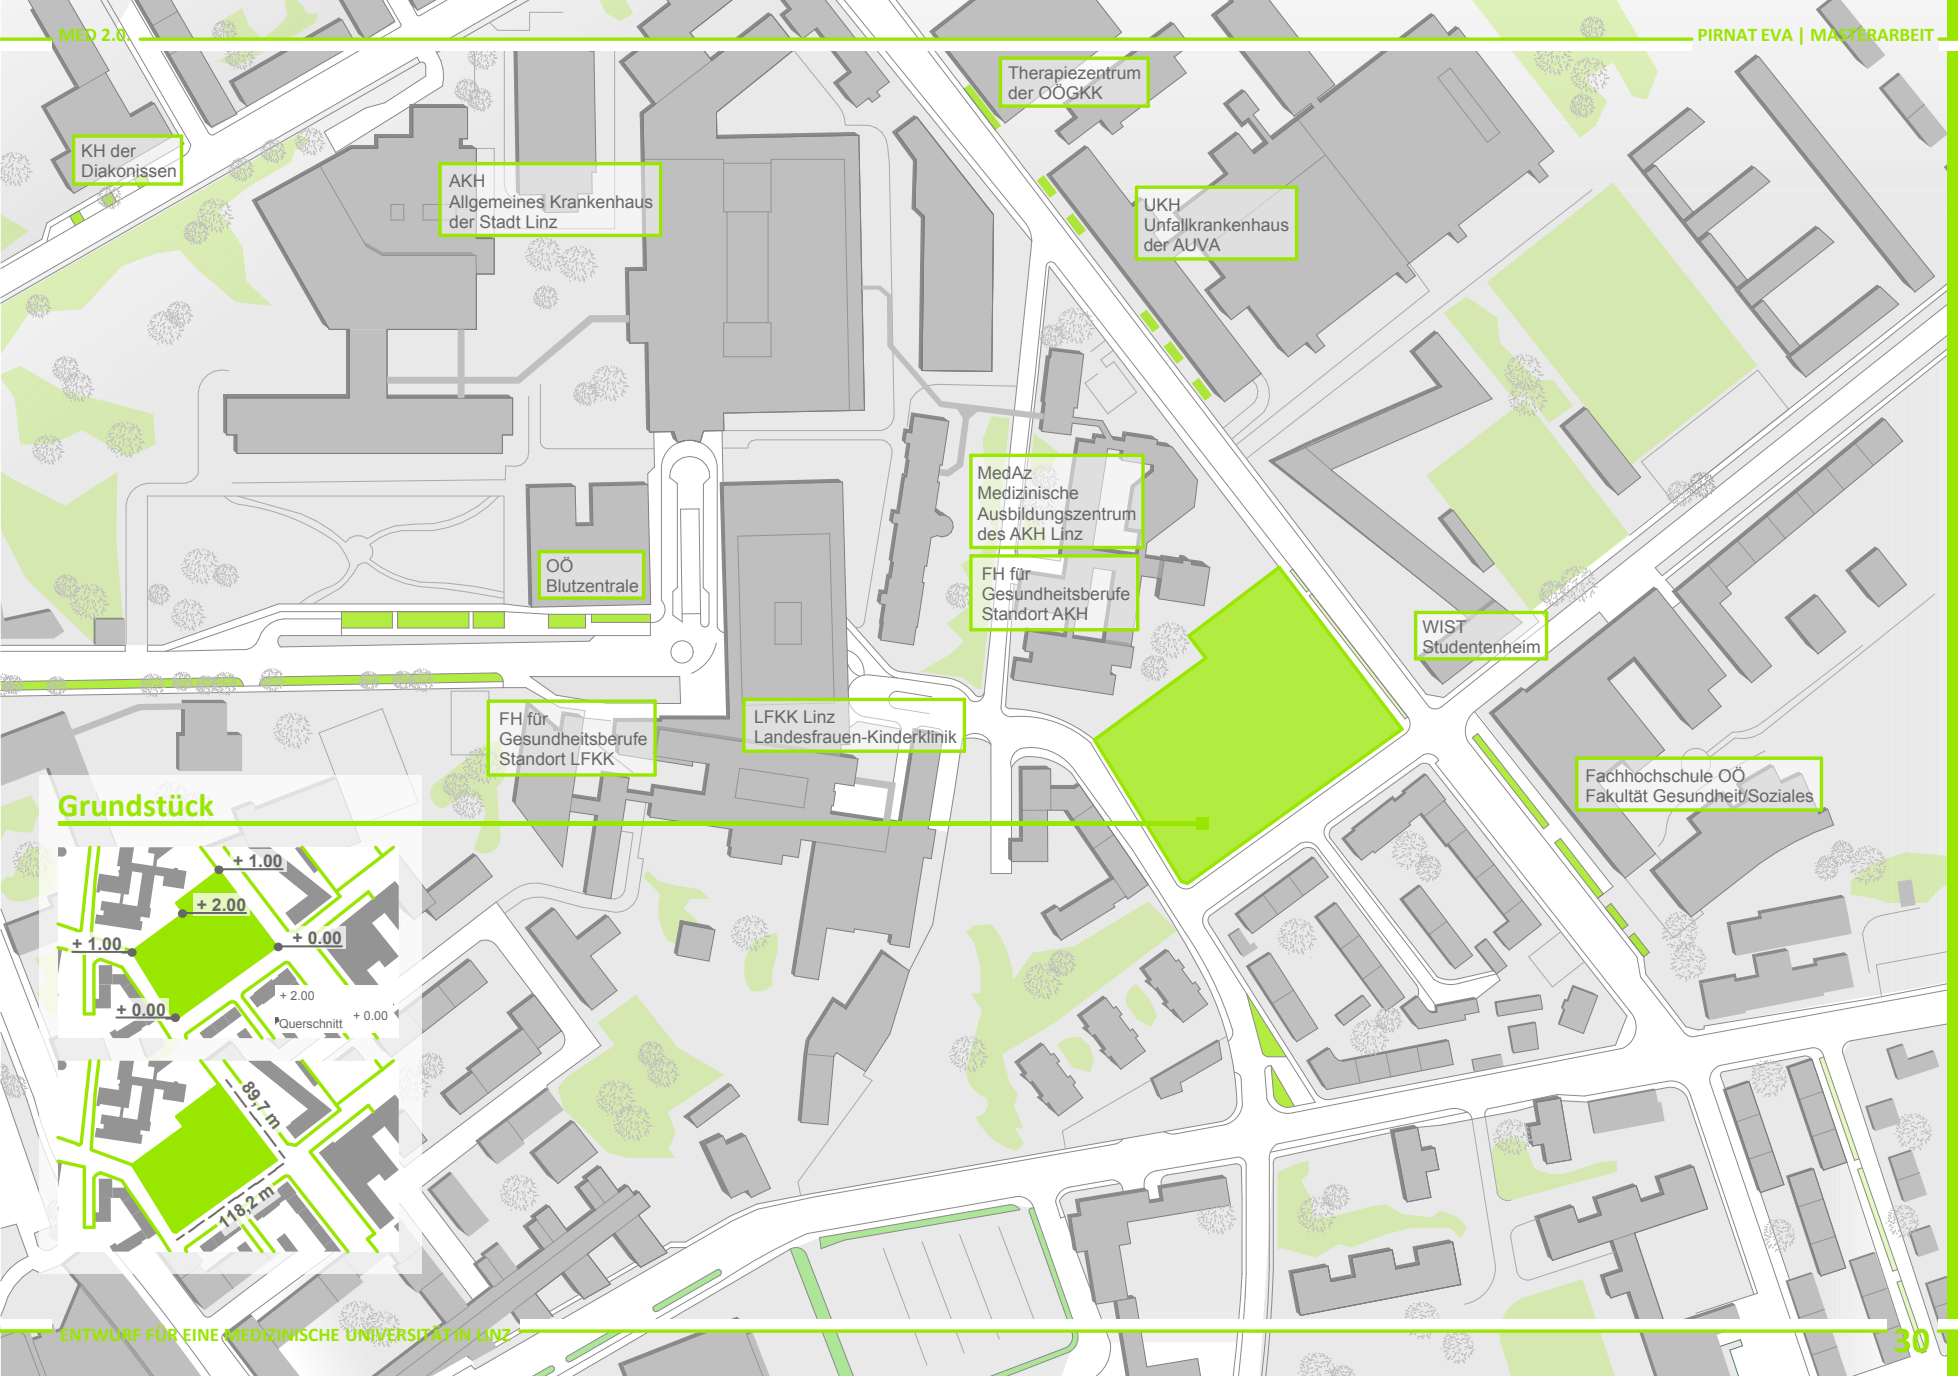 MED 2.0.
PIRNAT EVA | MASTERARBEIT
Therapiezentrum
der OÖGKK
KH der
Diakonissen
AKH
Allgemeines Krankenhaus
der Stadt Linz
UKH
Unfallkrankenhaus
der AUVA
MedAz
Medizinische
Ausbildungszentrum
des AKH Linz
OÖ
Blutzentrale
FH für
Gesundheitsberufe
Standort AKH
WIST
Studentenheim
FH für
Gesundheitsberufe
Standort LFKK
LFKK Linz
Landesfrauen-Kinderklinik
Fachhochschule OÖ
Fakultät Gesundheit/Soziales
Grundstück
+ 1.00
+ 2.00
+ 1.00
+ 0.00
+ 0.00
+ 2.00
Querschnitt
+ 0.00
89,7 m
118,2 m
ENTWURF FÜR EINE MEDIZINISCHE UNIVERSITÄT IN LINZ
30